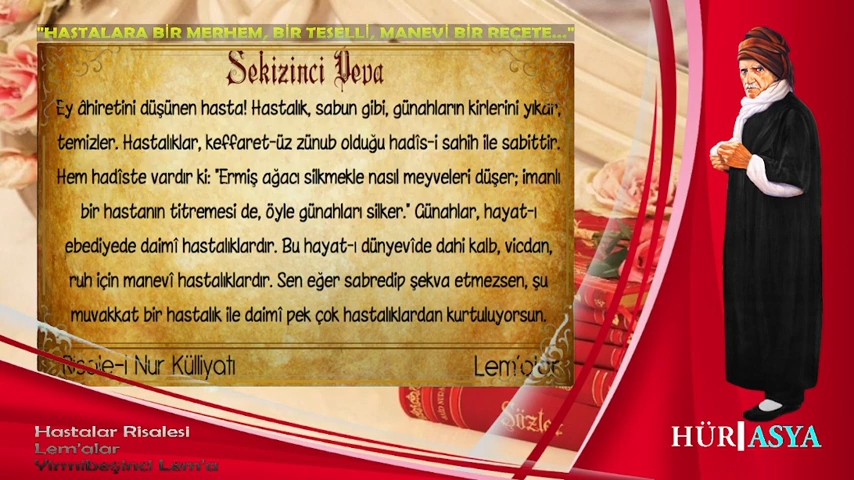 "HASTALARA BİR MERHEM, BİR TESELLİ, MANEVİ BİR REÇETE..."
Sekizinci Deva
Ey âhiretini düşünen hasta! Hastalık, sabun gibi, günahların kirlerini yıkar,
temizler. Hastalıklar, keffaret-üz zünub olduğu hadîs-i sahih ile sabittir.
Hem hadîste vardır ki: "Ermiş ağacı silkmekle nasıl meyveleri düşer; imanlı
bir hastanın titremesi de, öyle günahları silker." Günahlar, hayat-ı
ebediyede daimî hastalıklardır. Bu hayat-ı dünyevîde dahi kalb, vicdan,
ruh için manevî hastalıklardır. Sen eğer sabredip şekva etmezsen, şu
muvakkat bir hastalık ile daimî pek çok hastalıklardan kurtuluyorsun.
Risale-i Nur Külliyatı
Lem'alar
Sözler
Hastalar Risalesi
Lem'alar
Yirmibeşinci Lem'a
HÜR ASYA